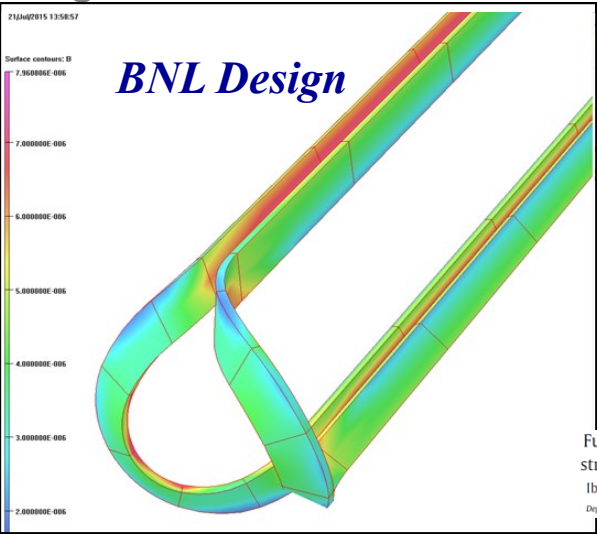 21/Jul/2015 13:58:57
BNL Design
Surface contours: B
7.960806E-006
7.000000E-006
6.000000E-006
5.000000E-006
4.000000E-006
3.000000E-006
2.000000E-006